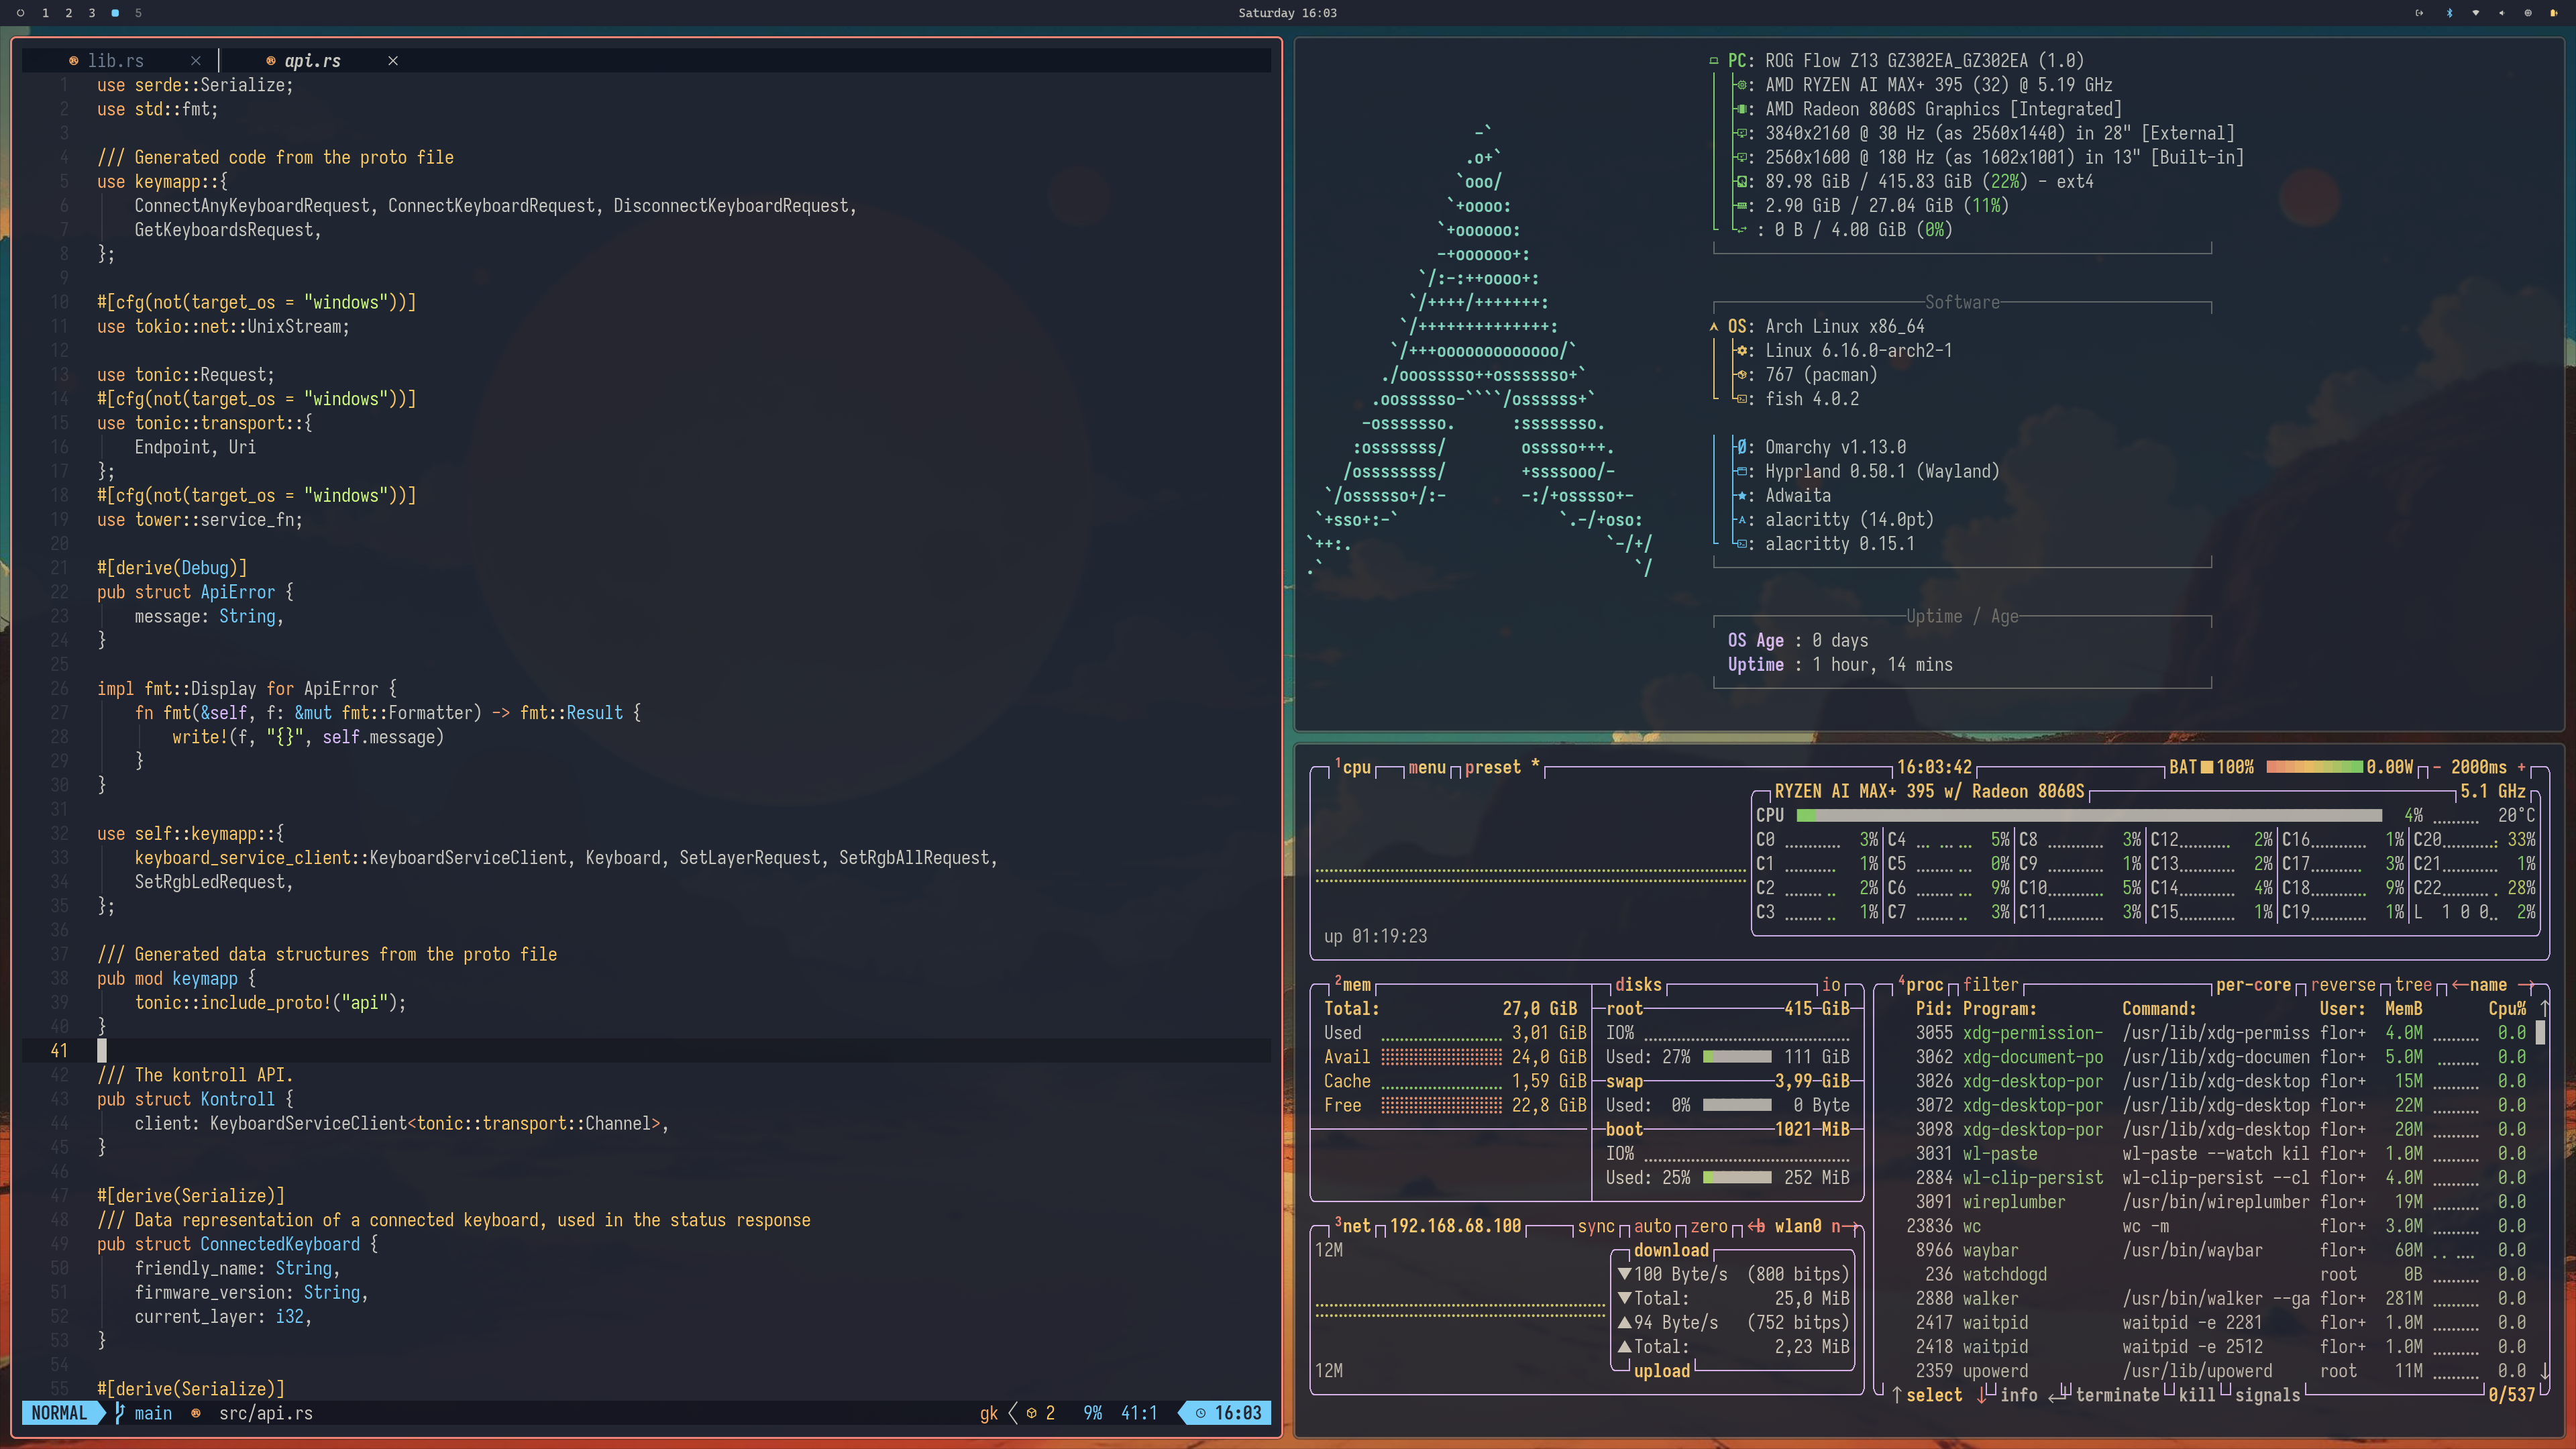 1 2 3 5
Saturday 16:03
lib.rs
api.rs
1 use serde::Serialize;
2 use std::fmt;
3
4 /// Generated code from the proto file
5 use keymapp::{
6 ConnectAnyKeyboardRequest, ConnectKeyboardRequest, DisconnectKeyboardRequest,
7 GetKeyboardsRequest,
8 };
9
10 #[cfg(not(target_os = "windows"))]
11 use tokio::net::UnixStream;
12
13 use tonic::Request;
14 #[cfg(not(target_os = "windows"))]
15 use tonic::transport::{
16 Endpoint, Uri
17 };
18 #[cfg(not(target_os = "windows"))]
19 use tower::service_fn;
20
21 #[derive(Debug)]
22 pub struct ApiError {
23 message: String,
24 }
25
26 impl fmt::Display for ApiError {
27 fn fmt(&self, f: &mut fmt::Formatter) -> fmt::Result {
28 write!(f, "{}", self.message)
29 }
30 }
31
32 use self::keymapp::{
33 keyboard_service_client::KeyboardServiceClient, Keyboard, SetLayerRequest, SetRgbAllRequest,
34 SetRgbLedRequest,
35 };
36
37 /// Generated data structures from the proto file
38 pub mod keymapp {
39 tonic::include_proto!("api");
40 }
41
42 /// The kontroll API.
43 pub struct Kontroll {
44 client: KeyboardServiceClient<tonic::transport::Channel>,
45 }
46
47 #[derive(Serialize)]
48 /// Data representation of a connected keyboard, used in the status response
49 pub struct ConnectedKeyboard {
50 friendly_name: String,
51 firmware_version: String,
52 current_layer: i32,
53 }
54
55 #[derive(Serialize)]
NORMAL main src/api.rs gk 2 9% 41:1 16:03
PC: ROG Flow Z13 GZ302EA_GZ302EA (1.0)
: AMD RYZEN AI MAX+ 395 (32) @ 5.19 GHz
: AMD Radeon 8060S Graphics [Integrated]
: 3840x2160 @ 30 Hz (as 2560x1440) in 28" [External]
: 2560x1600 @ 180 Hz (as 1602x1001) in 13" [Built-in]
: 89.98 GiB / 415.83 GiB (22%) - ext4
: 2.90 GiB / 27.04 GiB (11%)
: 0 B / 4.00 GiB (0%)
Software
OS: Arch Linux x86_64
: Linux 6.16.0-arch2-1
: 767 (pacman)
: fish 4.0.2
: Omarchy v1.13.0
: Hyprland 0.50.1 (Wayland)
: Adwaita
: alacritty (14.0pt)
: alacritty 0.15.1
Uptime / Age
OS Age : 0 days
Uptime : 1 hour, 14 mins
1cpu menu preset * 16:03:42 BAT 100% 0.00W - 2000ms +
RYZEN AI MAX+ 395 w/ Radeon 8060S 5.1 GHz
CPU 4% 20°C
C0 3% C4 5% C8 3% C12 2% C16 1% C20 33%
C1 1% C5 0% C9 1% C13 2% C17 3% C21 1%
C2 2% C6 9% C10 5% C14 4% C18 9% C22 28%
C3 1% C7 3% C11 3% C15 1% C19 1% L 1 0 0 2%
up 01:19:23
2mem
Total: 27,0 GiB
Used 3,01 GiB
Avail 24,0 GiB
Cache 1,59 GiB
Free 22,8 GiB
disks io
root 415 GiB
IO%
Used: 27% 111 GiB
swap 3,99 GiB
Used: 0% 0 Byte
boot 1021 MiB
IO%
Used: 25% 252 MiB
3net 192.168.68.100 sync auto zero <b wlan0 n>
12M
download
▼100 Byte/s (800 bitps)
▼Total: 25,0 MiB
▲94 Byte/s (752 bitps)
▲Total: 2,23 MiB
12M
upload
4proc filter per-core reverse tree ← name →
Pid: Program: Command: User: MemB Cpu% ↑
3055 xdg-permission- /usr/lib/xdg-permiss flor+ 4.0M 0.0
3062 xdg-document-po /usr/lib/xdg-documen flor+ 5.0M 0.0
3026 xdg-desktop-por /usr/lib/xdg-desktop flor+ 15M 0.0
3072 xdg-desktop-por /usr/lib/xdg-desktop flor+ 22M 0.0
3098 xdg-desktop-por /usr/lib/xdg-desktop flor+ 20M 0.0
3031 wl-paste wl-paste --watch kil flor+ 1.0M 0.0
2884 wl-clip-persist wl-clip-persist --cl flor+ 4.0M 0.0
3091 wireplumber /usr/bin/wireplumber flor+ 19M 0.0
23836 wc wc -m flor+ 3.0M 0.0
8966 waybar /usr/bin/waybar flor+ 60M 0.0
236 watchdogd root 0B 0.0
2880 walker /usr/bin/walker --ga flor+ 281M 0.0
2417 waitpid waitpid -e 2281 flor+ 1.0M 0.0
2418 waitpid waitpid -e 2512 flor+ 1.0M 0.0
2359 upowerd /usr/lib/upowerd root 11M 0.0 ↓
↑ select ↓ info ↵ terminate kill signals 0/537